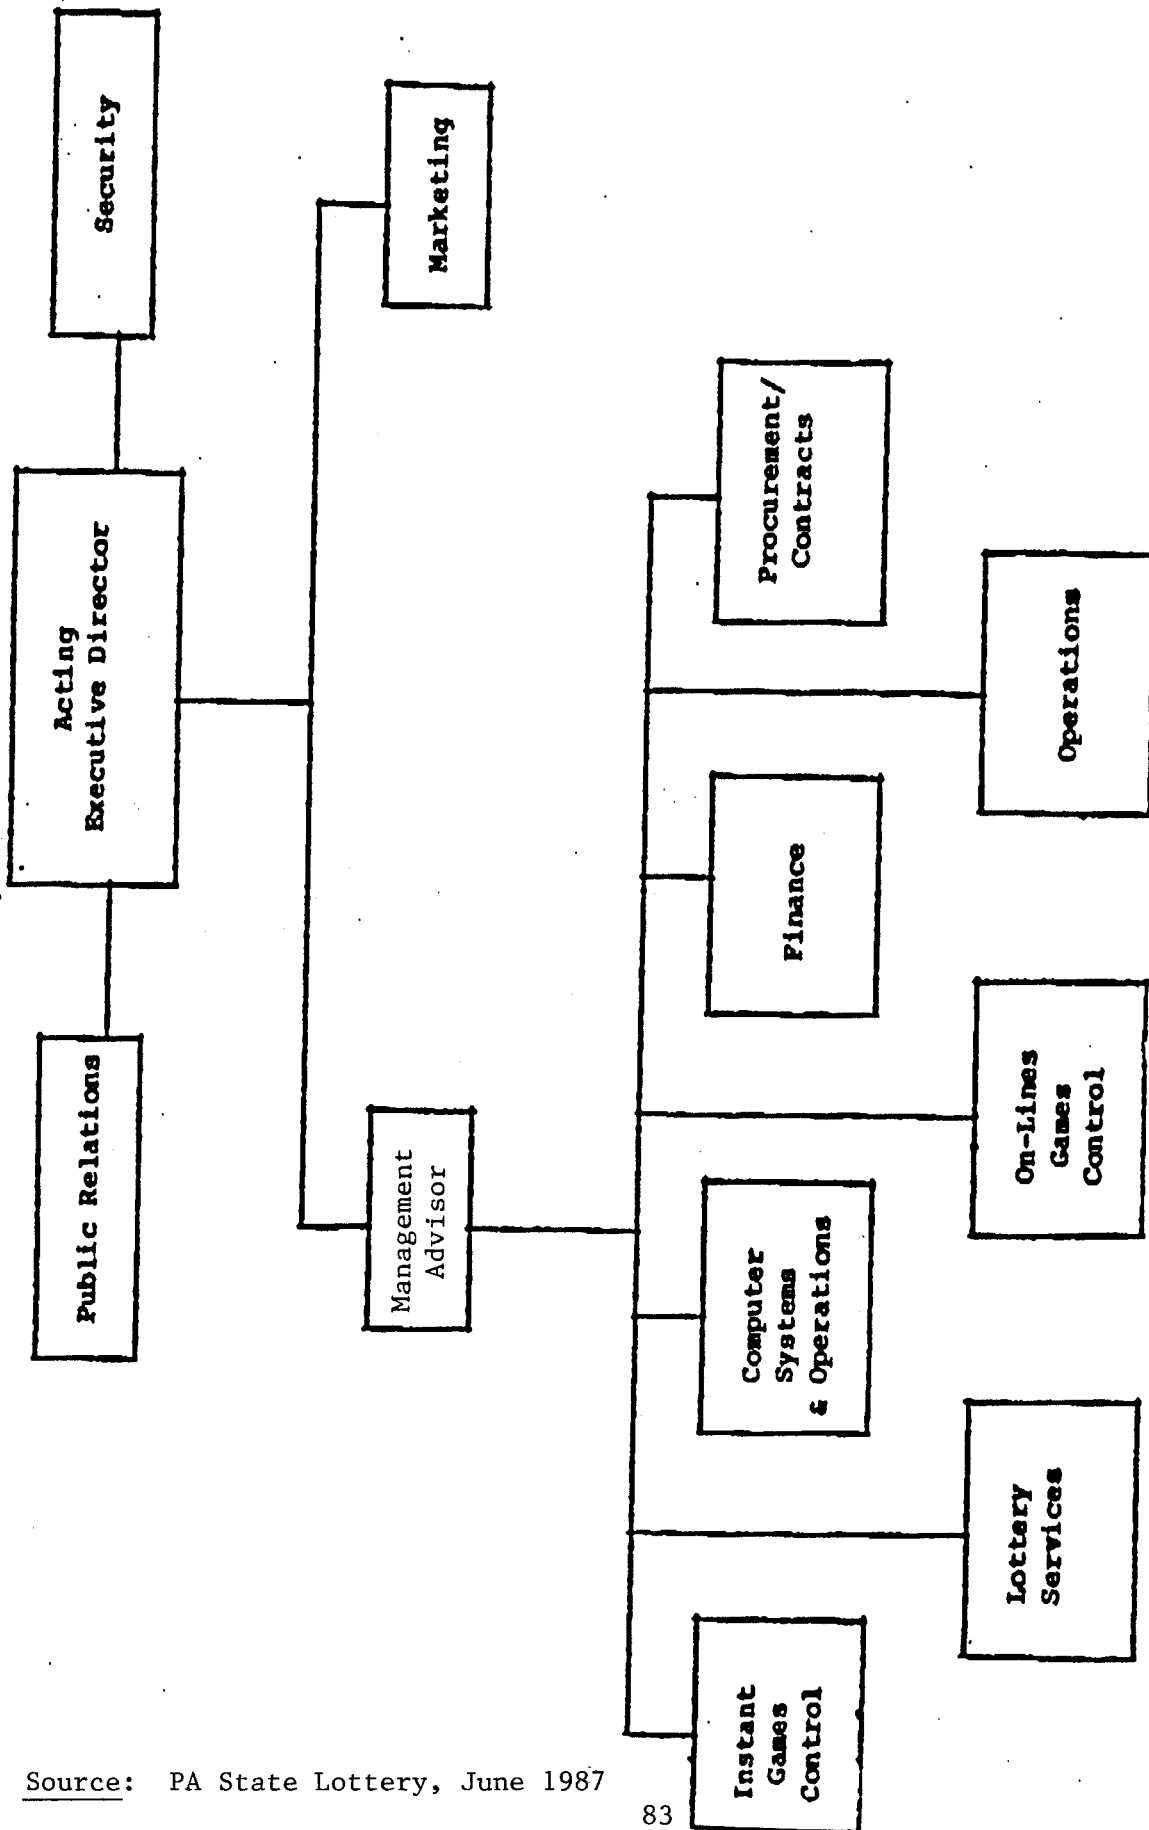 Acting
Executive Director
Public Relations
Security
Management
Advisor
Marketing
Instant
Games
Control
Computer
Systems
& Operations
Finance
Procurement/
Contracts
Lottery
Services
On-Lines
Games
Control
Operations
Source: PA State Lottery, June 1987
83